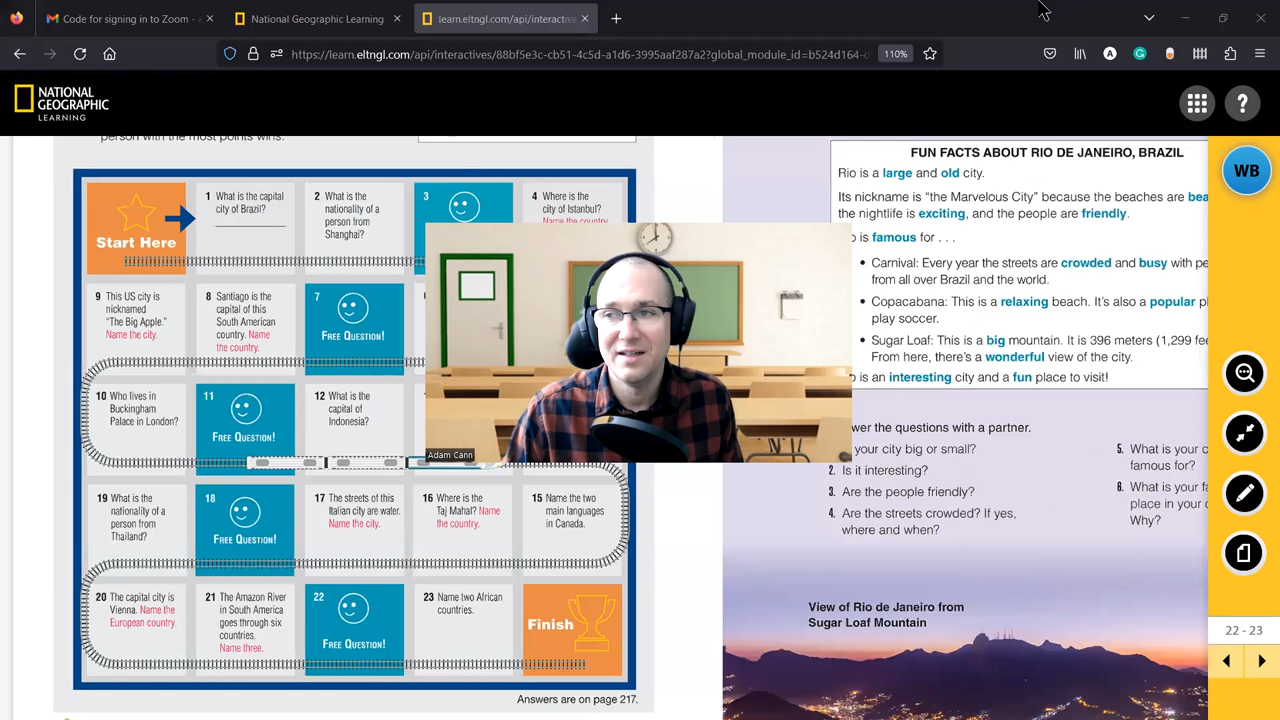 Code for signing in to Zoom - a
National Geographic Learning
learn.eltngl.com/api/interactive
https://learn.eltngl.com/api/interactives/88bf5e3c-cb51-4c5d-a1d6-3995aaf287a2?global_module_id=b524d164-
110%
NATIONAL
GEOGRAPHIC
LEARNING
person with the most points wins.
Start Here
1 What is the capital
city of Brazil?
2 What is the
nationality of a
person from
Shanghai?
3
4 Where is the
city of Istanbul?
Name the country.
9 This US city is
nicknamed
"The Big Apple."
Name the city.
8 Santiago is the
capital of this
South American
country. Name
the country.
7
FREE QUESTION!
10 Who lives in
Buckingham
Palace in London?
11
FREE QUESTION!
12 What is the
capital of
Indonesia?
19 What is the
nationality of a
person from
Thailand?
18
FREE QUESTION!
17 The streets of this
Italian city are water.
Name the city.
16 Where is the
Taj Mahal? Name
the country.
15 Name the two
main languages
in Canada.
20 The capital city is
Vienna. Name the
European country.
21 The Amazon River
in South America
goes through six
countries.
Name three.
22
FREE QUESTION!
23 Name two African
countries.
Finish
Answers are on page 217.
Adam Cann
FUN FACTS ABOUT RIO DE JANEIRO, BRAZIL
Rio is a large and old city.
Its nickname is "the Marvelous City" because the beaches are bea
the nightlife is exciting, and the people are friendly.
is famous for . . .
• Carnival: Every year the streets are crowded and busy with pe
from all over Brazil and the world.
• Copacabana: This is a relaxing beach. It's also a popular pl
play soccer.
• Sugar Loaf: This is a big mountain. It is 396 meters (1,299 fee
From here, there's a wonderful view of the city.
is an interesting city and a fun place to visit!
wer the questions with a partner.
your city big or small?
2. Is it interesting?
3. Are the people friendly?
4. Are the streets crowded? If yes,
where and when?
5. What is your c
famous for?
6. What is your fa
place in your c
Why?
View of Rio de Janeiro from
Sugar Loaf Mountain
WB
22 - 23